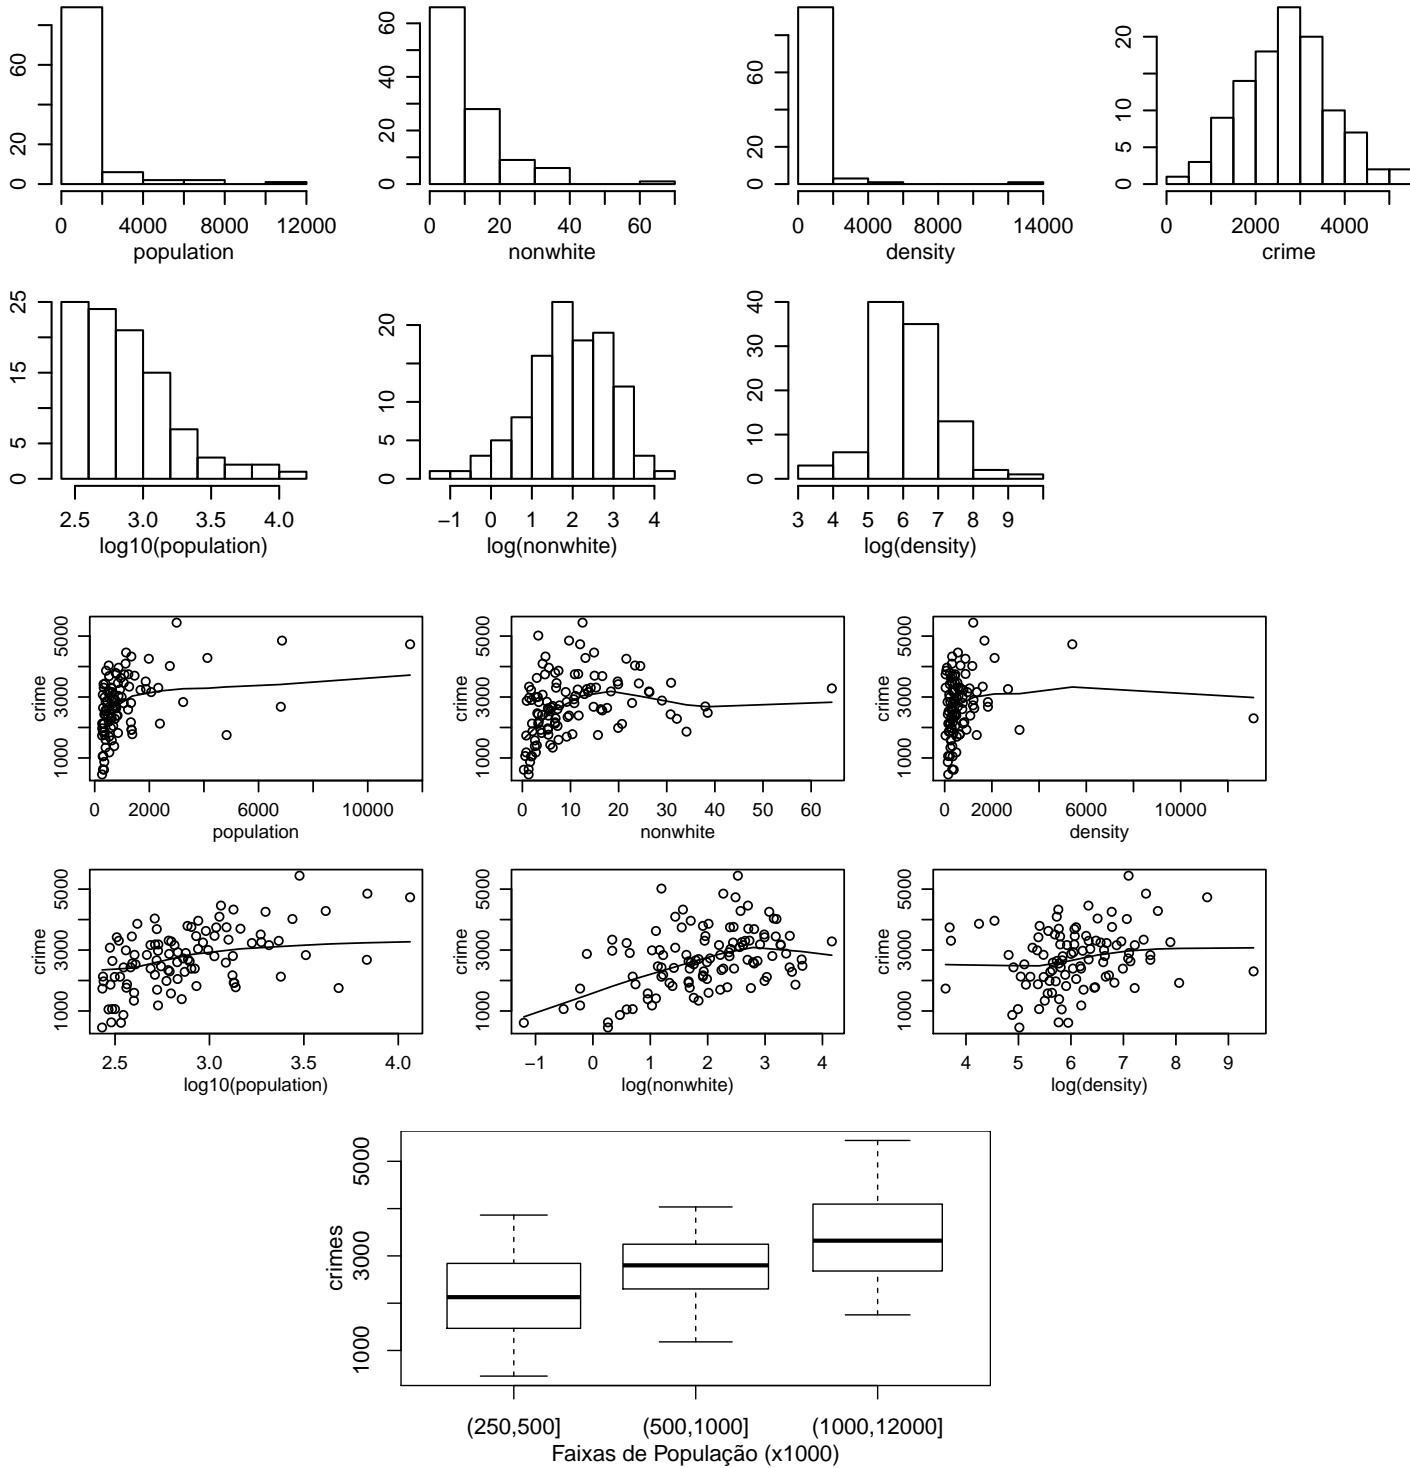 0 20 60
0 4000 8000 12000
population
0 20 40 60
0 20 40 60
nonwhite
0 20 60
0 4000 8000 14000
density
0 5 10 20
0 2000 4000
crime
0 5 15 25
2.5 3.0 3.5 4.0
log10(population)
0 5 10 20
−1 0 1 2 3 4
log(nonwhite)
0 10 20 30 40
3 4 5 6 7 8 9
log(density)
1000 3000 5000
crime
0 2000 6000 10000
population
1000 3000 5000
crime
0 10 20 30 40 50 60
nonwhite
1000 3000 5000
crime
0 2000 6000 10000
density
1000 3000 5000
crime
2.5 3.0 3.5 4.0
log10(population)
1000 3000 5000
crime
−1 0 1 2 3 4
log(nonwhite)
1000 3000 5000
crime
4 5 6 7 8 9
log(density)
1000 3000 5000
crimes
(250,500] (500,1000] (1000,12000]
Faixas de População (x1000)